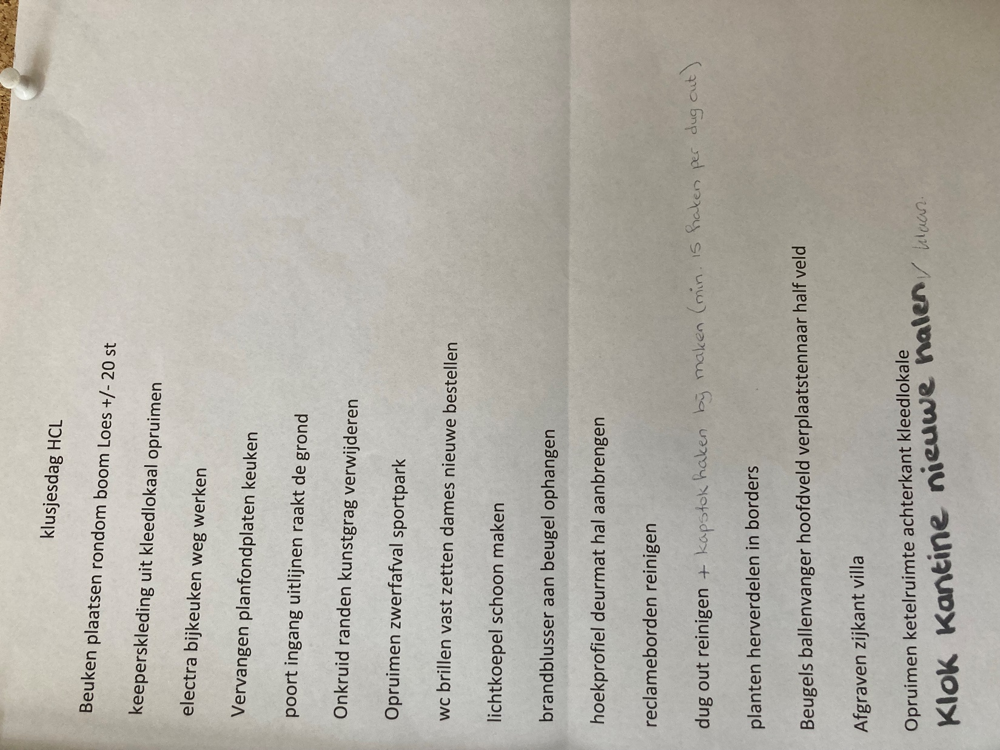 klusjesdag HCL
Beuken plaatsen rondom boom Loes +/- 20 st
keeperskleding uit kleedlokaal opruimen
electra bijkeuken weg werken
Vervangen planfondplaten keuken
poort ingang uitlijnen raakt de grond
Onkruid randen kunstgrag verwijderen
Opruimen zwerfafval sportpark
wc brillen vast zetten dames nieuwe bestellen
lichtkoepel schoon maken
brandblusser aan beugel ophangen
hoekprofiel deurmat hal aanbrengen
reclameborden reinigen
dug out reinigen + kapstok haken bij maken (min. 15 haken per dug out)
planten herverdelen in borders
Beugels ballenvanger hoofdveld verplaatstennaar half veld
Afgraven zijkant villa
Opruimen ketelruimte achterkant kleedlokale
Klok Kantine nieuwe halen √ klaar.